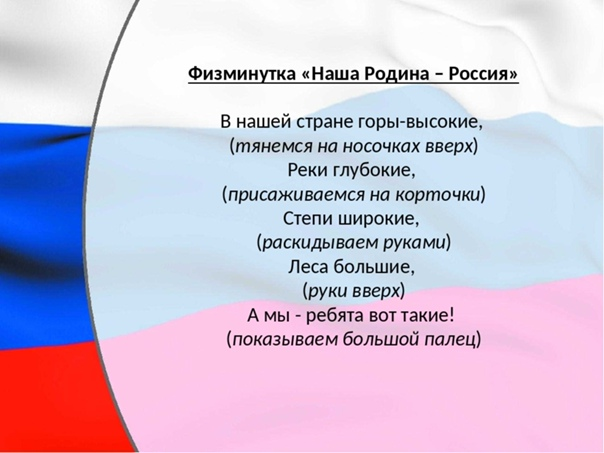 Физминутка «Наша Родина – Россия»
В нашей стране горы-высокие,
(тянемся на носочках вверх)
Реки глубокие,
(присаживаемся на корточки)
Степи широкие,
(раскидываем руками)
Леса большие,
(руки вверх)
А мы - ребята вот такие!
(показываем большой палец)